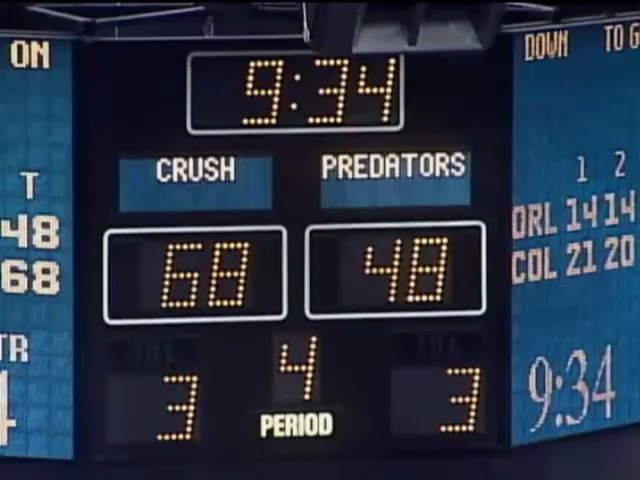 ON
T
48
68
TR
9:34
CRUSH PREDATORS
68 48
3 4 3
PERIOD
DOWN TO G
1 2
ORL 14 14
COL 21 20
9:34